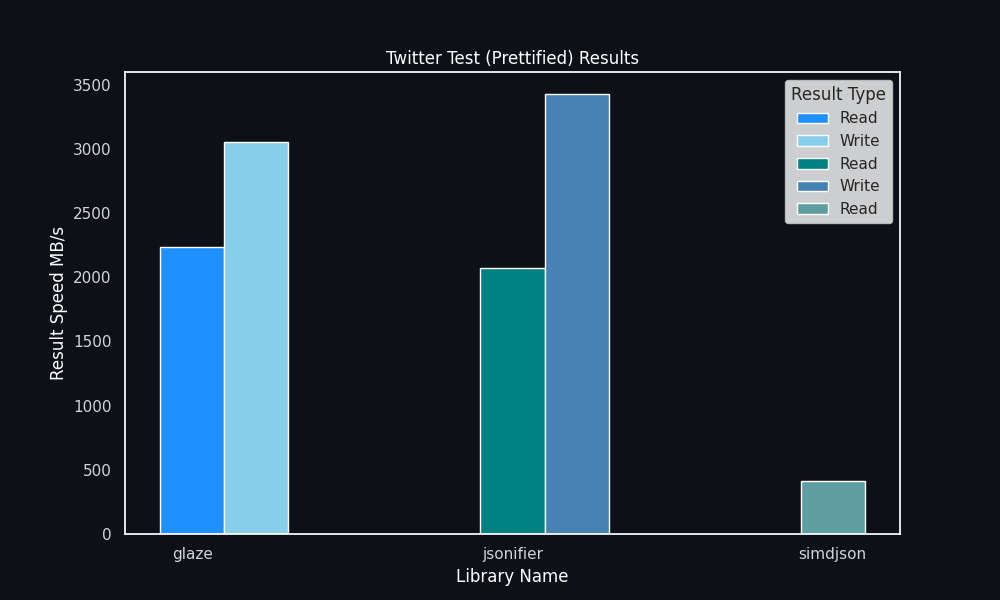 Twitter Test (Prettified) Results
Result Type
Read
Write
Read
Write
Read
Result Speed MB/s
3500
3000
2500
2000
1500
1000
500
0
glaze
jsonifier
simdjson
Library Name